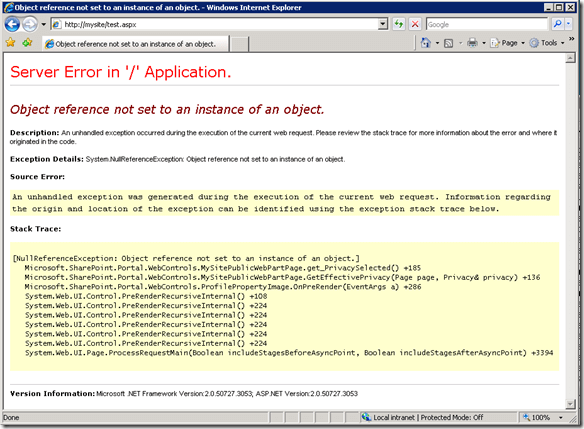 Object reference not set to an instance of an object. - Windows Internet Explorer
http://mysite/test.aspx
Google
Object reference not set to an instance of an object.
Page
Tools
Server Error in '/' Application.
Object reference not set to an instance of an object.
Description: An unhandled exception occurred during the execution of the current web request. Please review the stack trace for more information about the error and where it
originated in the code.
Exception Details: System.NullReferenceException: Object reference not set to an instance of an object.
Source Error:
An unhandled exception was generated during the execution of the current web request. Information regarding
the origin and location of the exception can be identified using the exception stack trace below.
Stack Trace:
[NullReferenceException: Object reference not set to an instance of an object.]
Microsoft.SharePoint.Portal.WebControls.MySitePublicWebPartPage.get_PrivacySelected() +185
Microsoft.SharePoint.Portal.WebControls.MySitePublicWebPartPage.GetEffectivePrivacy(Page page, Privacy& privacy) +136
Microsoft.SharePoint.Portal.WebControls.ProfilePropertyImage.OnPreRender(EventArgs a) +286
System.Web.UI.Control.PreRenderRecursiveInternal() +108
System.Web.UI.Control.PreRenderRecursiveInternal() +224
System.Web.UI.Control.PreRenderRecursiveInternal() +224
System.Web.UI.Control.PreRenderRecursiveInternal() +224
System.Web.UI.Control.PreRenderRecursiveInternal() +224
System.Web.UI.Page.ProcessRequestMain(Boolean includeStagesBeforeAsyncPoint, Boolean includeStagesAfterAsyncPoint) +3394
Version Information: Microsoft .NET Framework Version:2.0.50727.3053; ASP.NET Version:2.0.50727.3053
Done
Local intranet | Protected Mode: Off
100%